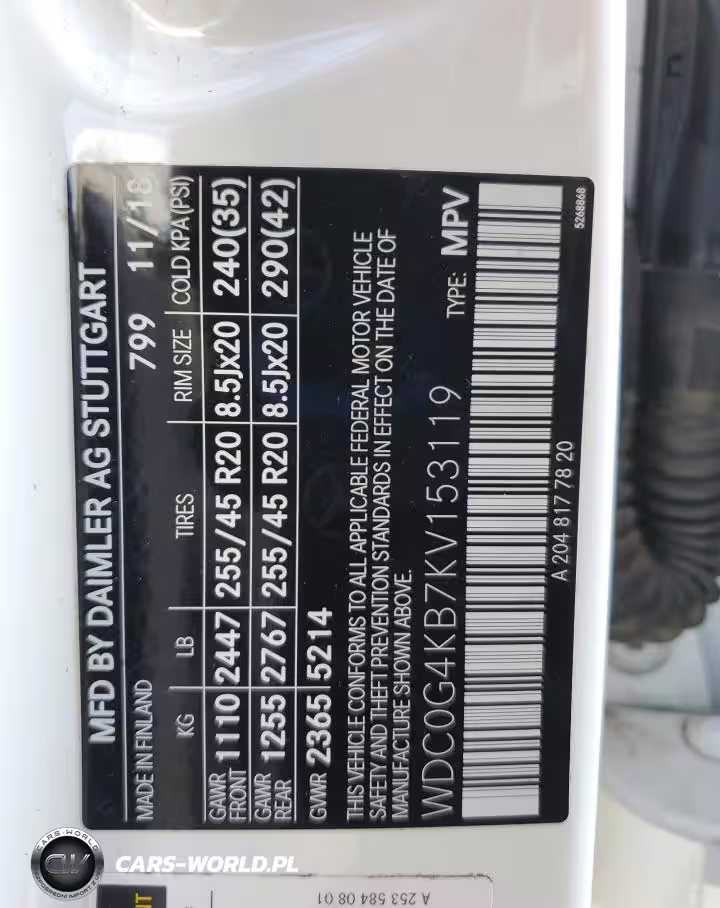 MFD BY DAIMLER AG STUTTGART
MADE IN FINLAND 799 11/18
KG LB TIRES RIM SIZE COLD KPA(PSI)
GAWR FRONT 1110 2447 255/45 R20 8.5Jx20 240(35)
GAWR REAR 1255 2767 255/45 R20 8.5Jx20 290(42)
GVWR 2365 5214
THIS VEHICLE CONFORMS TO ALL APPLICABLE FEDERAL MOTOR VEHICLE
SAFETY AND THEFT PREVENTION STANDARDS IN EFFECT ON THE DATE OF
MANUFACTURE SHOWN ABOVE.
WDC0G4KB7KV153119 TYPE: MPV
A 204 817 78 20
5268868
CARS-WORLD
CW
CARS-WORLD.PL
A 253 584 08 01